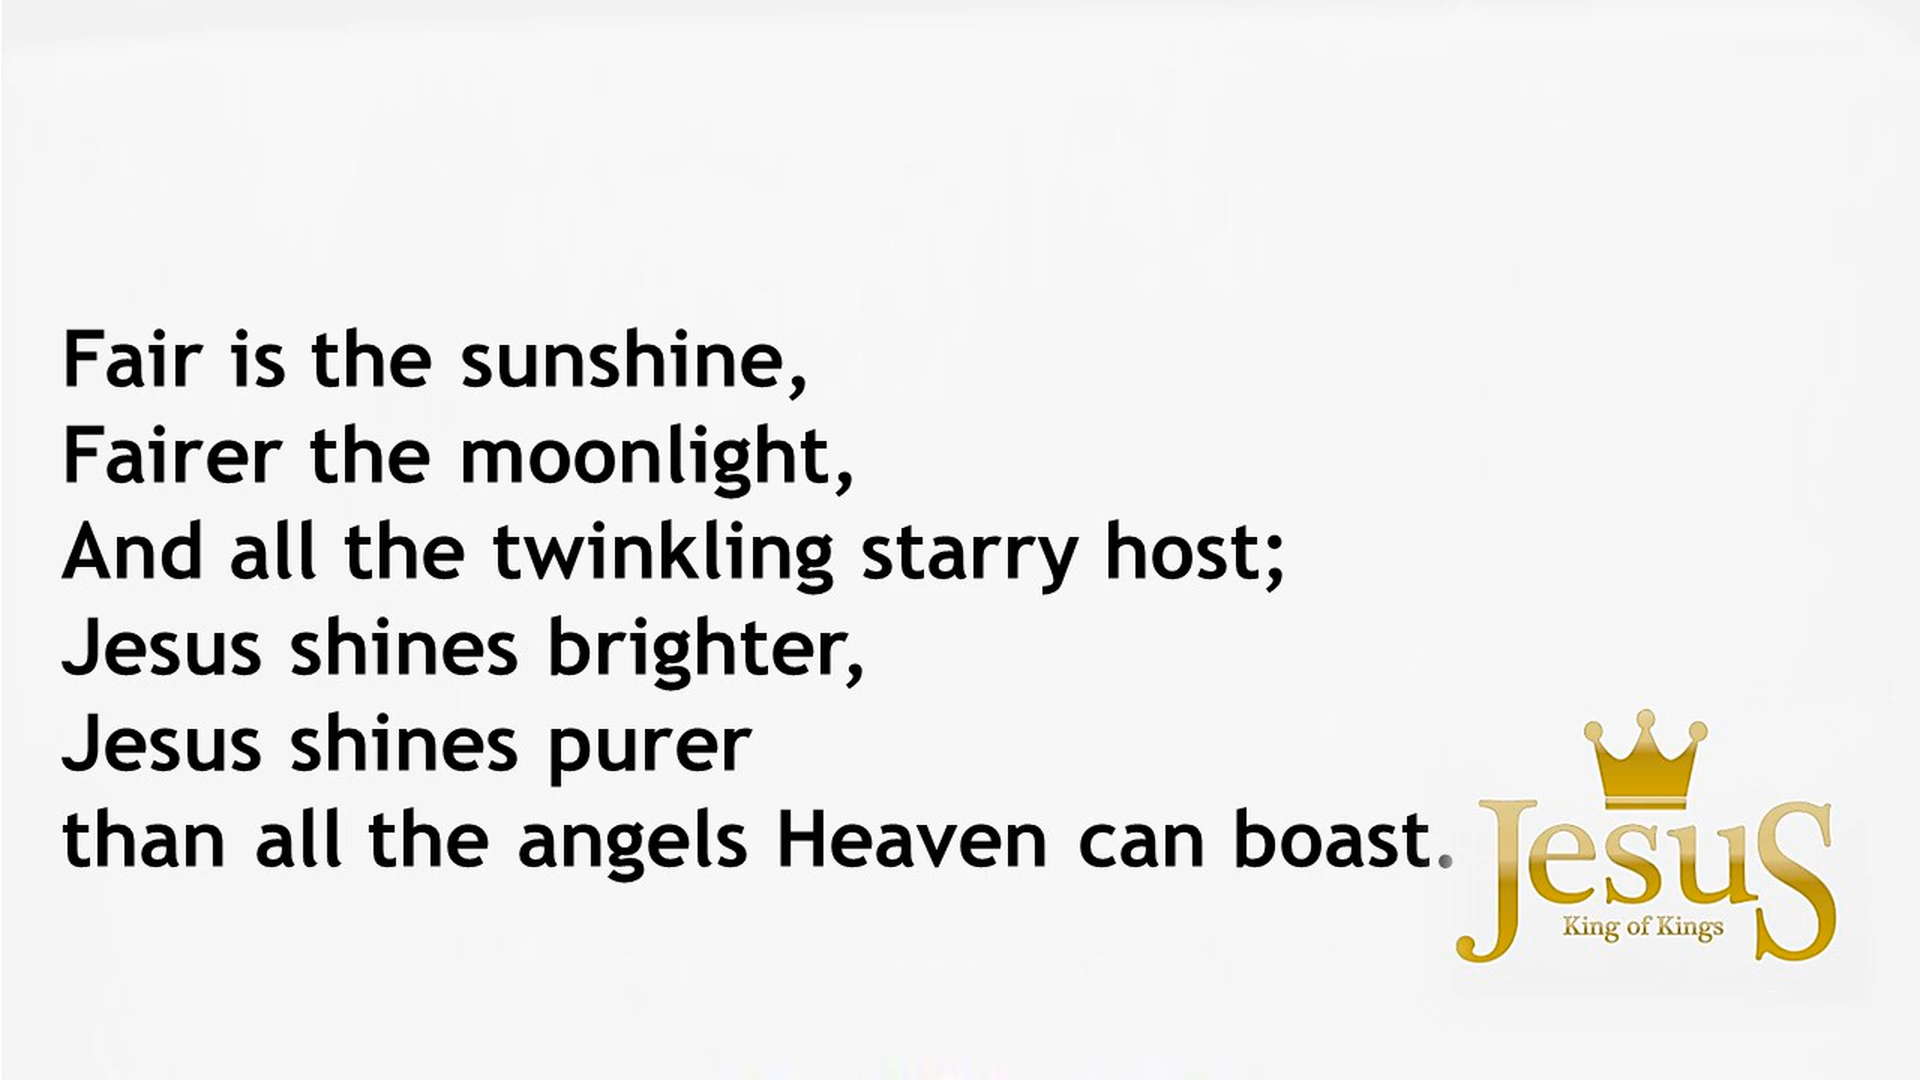 Fair is the sunshine,
Fairer the moonlight,
And all the twinkling starry host;
Jesus shines brighter,
Jesus shines purer
than all the angels Heaven can boast.
Jesus
King of Kings